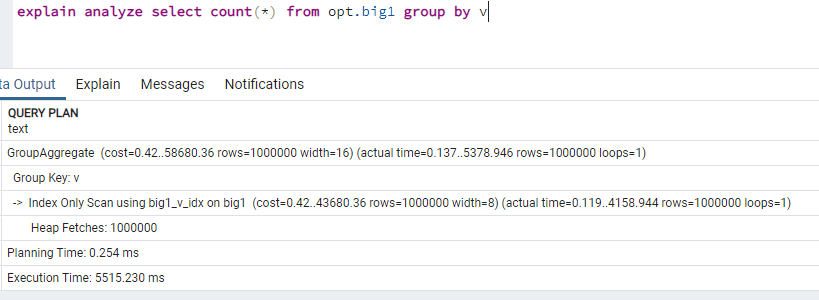 explain analyze select count(*) from opt.big1 group by v
ta Output Explain Messages Notifications
QUERY PLAN
text
GroupAggregate (cost=0.42..58680.36 rows=1000000 width=16) (actual time=0.137..5378.946 rows=1000000 loops=1)
Group Key: v
-> Index Only Scan using big1_v_idx on big1 (cost=0.42..43680.36 rows=1000000 width=8) (actual time=0.119..4158.944 rows=1000000 loops=1)
Heap Fetches: 1000000
Planning Time: 0.254 ms
Execution Time: 5515.230 ms